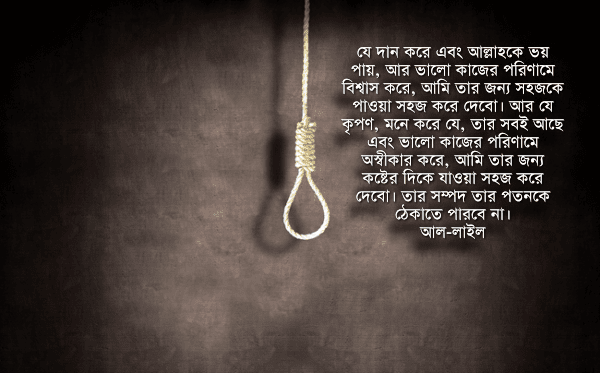 যে দান করে এবং আল্লাহকে ভয়
পায়, আর ভালো কাজের পরিণামে
বিশ্বাস করে, আমি তার জন্য সহজকে
পাওয়া সহজ করে দেবো। আর যে
কৃপণ, মনে করে যে, তার সবই আছে
এবং ভালো কাজের পরিণামে
অস্বীকার করে, আমি তার জন্য
কষ্টের দিকে যাওয়া সহজ করে
দেবো। তার সম্পদ তার পতনকে
ঠেকাতে পারবে না।
আল-লাইল